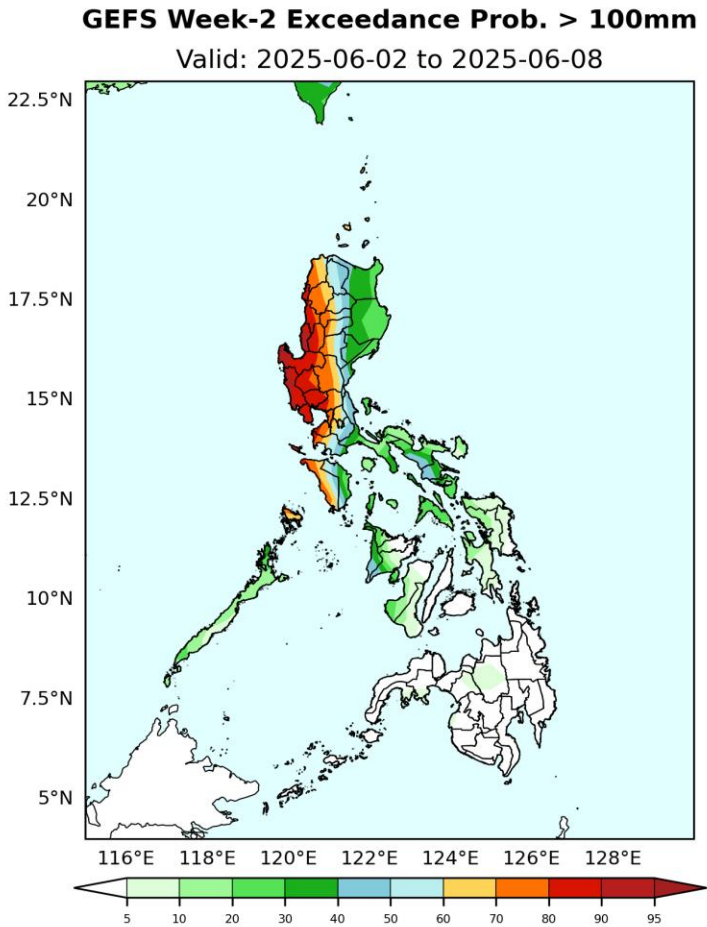 GEFS Week-2 Exceedance Prob. > 100mm
Valid: 2025-06-02 to 2025-06-08
22.5°N
20°N
17.5°N
15°N
12.5°N
10°N
7.5°N
5°N
116°E 118°E 120°E 122°E 124°E 126°E 128°E
5 10 20 30 40 50 60 70 80 90 95